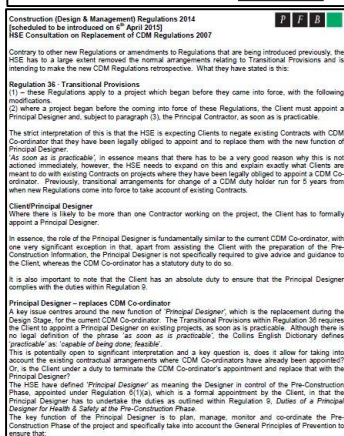 Construction (Design & Management) Regulations 2014
[scheduled to be introduced on 6th April 2015]
HSE Consultation on Replacement of CDM Regulations 2007
P F B
Contrary to other new Regulations or amendments to Regulations that are being introduced previously, the
HSE has to a large extent removed the normal arrangements relating to Transitional Provisions and is
intending to make the new CDM Regulations retrospective. What they have stated is this:
Regulation 36 - Transitional Provisions
(1) – these Regulations apply to a project which began before they came into force, with the following
modifications.
(2) where a project began before the coming into force of these Regulations, the Client must appoint a
Principal Designer and, subject to paragraph (3), the Principal Contractor, as soon as is practicable.
The strict interpretation of this is that the HSE is expecting Clients to negate existing Contracts with CDM
Co-ordinator that they have been legally obliged to appoint and to replace them with the new function of
Principal Designer.
'As soon as is practicable', in essence means that there has to be a very good reason why this is not
actioned immediately, however, the HSE needs to expand on this and explain exactly what Clients are
meant to do with existing Contracts on projects where they have been legally obliged to appoint a CDM Co-
ordinator. Previously, transitional arrangements for change of a CDM duty holder run for 5 years from
when new Regulations come into force to take account of existing Contracts.
Client/Principal Designer
Where there is likely to be more than one Contractor working on the project, the Client has to formally
appoint a Principal Designer.
In essence, the role of the Principal Designer is fundamentally similar to the current CDM Co-ordinator, with
one very significant exception in that, apart from assisting the Client with the preparation of the Pre-
Construction Information, the Principal Designer is not specifically required to give advice and guidance to
the Client, whereas the CDM Co-ordinator has a statutory duty to do so.
It is also important to note that the Client has an absolute duty to ensure that the Principal Designer
complies with the duties within Regulation 9.
Principal Designer – replaces CDM Co-ordinator
A key issue centres around the new function of 'Principal Designer', which is the replacement during the
Design Stage, for the current CDM Co-ordinator. The Transitional Provisions within Regulation 36 requires
the Client to appoint a Principal Designer on existing projects, as soon as is practicable. Although there is
no legal definition of the phrase 'as soon as is practicable', the Collins English Dictionary defines
'practicable' as: 'capable of being done; feasible'.
This is potentially open to significant interpretation and a key question is, does it allow for taking into
account the existing contractual arrangements where CDM Co-ordinators have already been appointed?
Or, is the Client under a duty to terminate the CDM Co-ordinator's appointment and replace that with the
Principal Designer?
The HSE have defined 'Principal Designer' as meaning the Designer in control of the Pre-Construction
Phase, appointed under Regulation 6(1)(a), which is a formal appointment by the Client, in that the
Principal Designer has to undertake the duties as outlined within Regulation 9, Duties of a Principal
Designer for Health & Safety at the Pre-Construction Phase.
The key function of the Principal Designer is to plan, manage, monitor and co-ordinate the Pre-
Construction Phase of the project and specifically take into account the General Principles of Prevention to
ensure that: